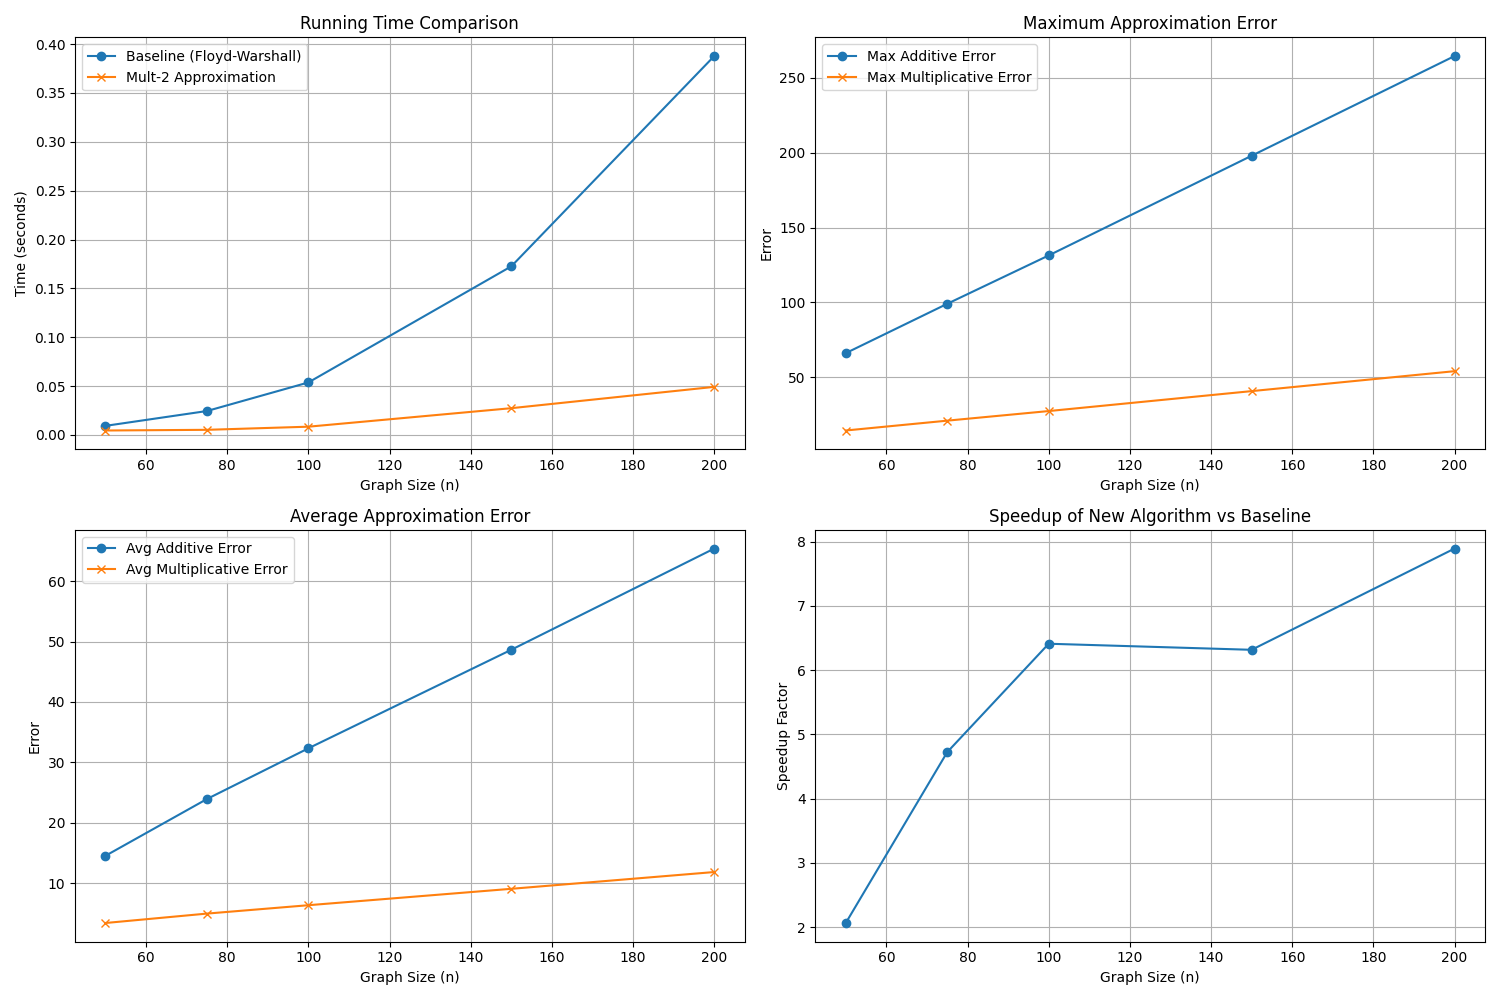 Running Time Comparison
Baseline (Floyd-Warshall)
Mult-2 Approximation
0.40
0.35
0.30
0.25
0.20
0.15
0.10
0.05
0.00
Time (seconds)
60 80 100 120 140 160 180 200
Graph Size (n)
Maximum Approximation Error
Max Additive Error
Max Multiplicative Error
250
200
150
100
50
Error
60 80 100 120 140 160 180 200
Graph Size (n)
Average Approximation Error
Avg Additive Error
Avg Multiplicative Error
60
50
40
30
20
10
Error
60 80 100 120 140 160 180 200
Graph Size (n)
Speedup of New Algorithm vs Baseline
8
7
6
5
4
3
2
Speedup Factor
60 80 100 120 140 160 180 200
Graph Size (n)